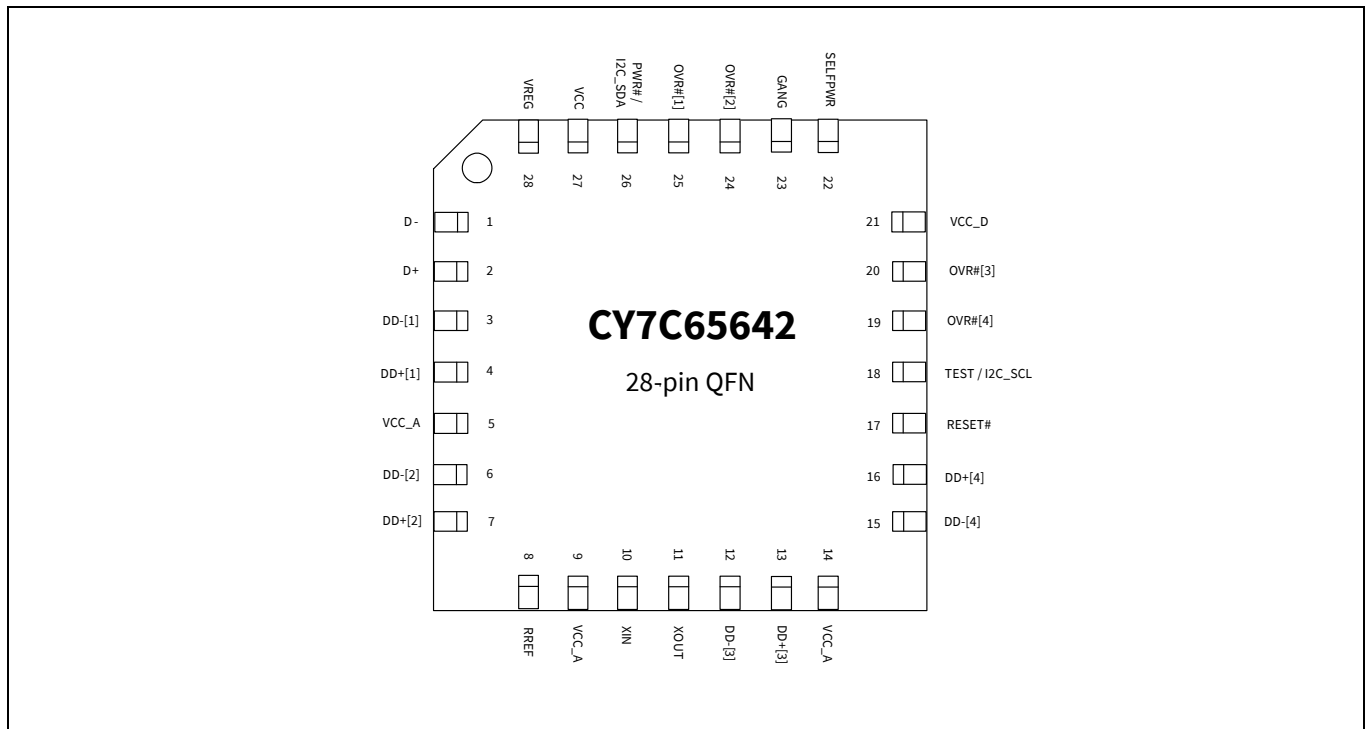 VREG
VCC
PWR# /
I2C_SDA
OVR#[1]
OVR#[2]
GANG
SELFPWR
28
27
26
25
24
23
22
D-
1
D+
2
DD-[1]
3
DD+[1]
4
VCC_A
5
DD-[2]
6
DD+[2]
7
CY7C65642
28-pin QFN
21
VCC_D
20
OVR#[3]
19
OVR#[4]
18
TEST / I2C_SCL
17
RESET#
16
DD+[4]
15
DD-[4]
8
9
10
11
12
13
14
RREF
VCC_A
XIN
XOUT
DD-[3]
DD+[3]
VCC_A